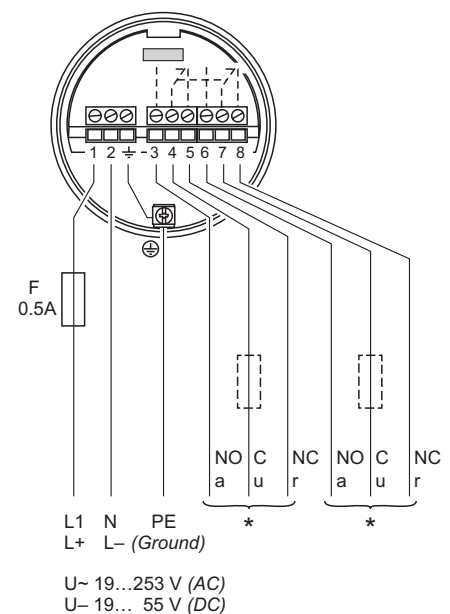 1 2 ⏚ 3 4 5 6 7 8
F
0.5A
NO C NC NO C NC
a u r a u r
L1 N PE * *
L+ L– (Ground)
U~ 19...253 V (AC)
U– 19... 55 V (DC)